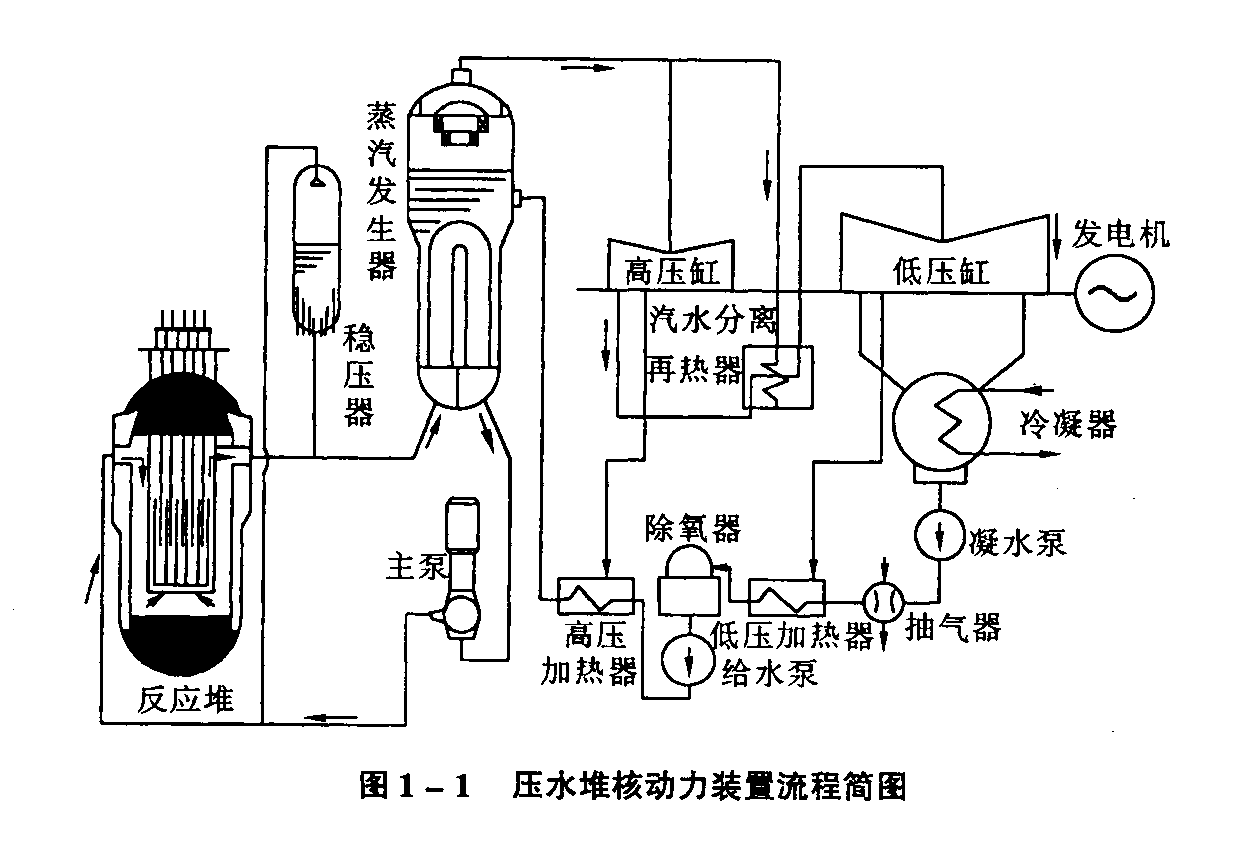 蒸汽发生器
稳压器
反应堆
主泵
高压缸
汽水分离
再热器
低压缸
发电机
冷凝器
凝水泵
抽气器
低压加热器
除氧器
给水泵
高压
加热器
图1-1 压水堆核动力装置流程简图